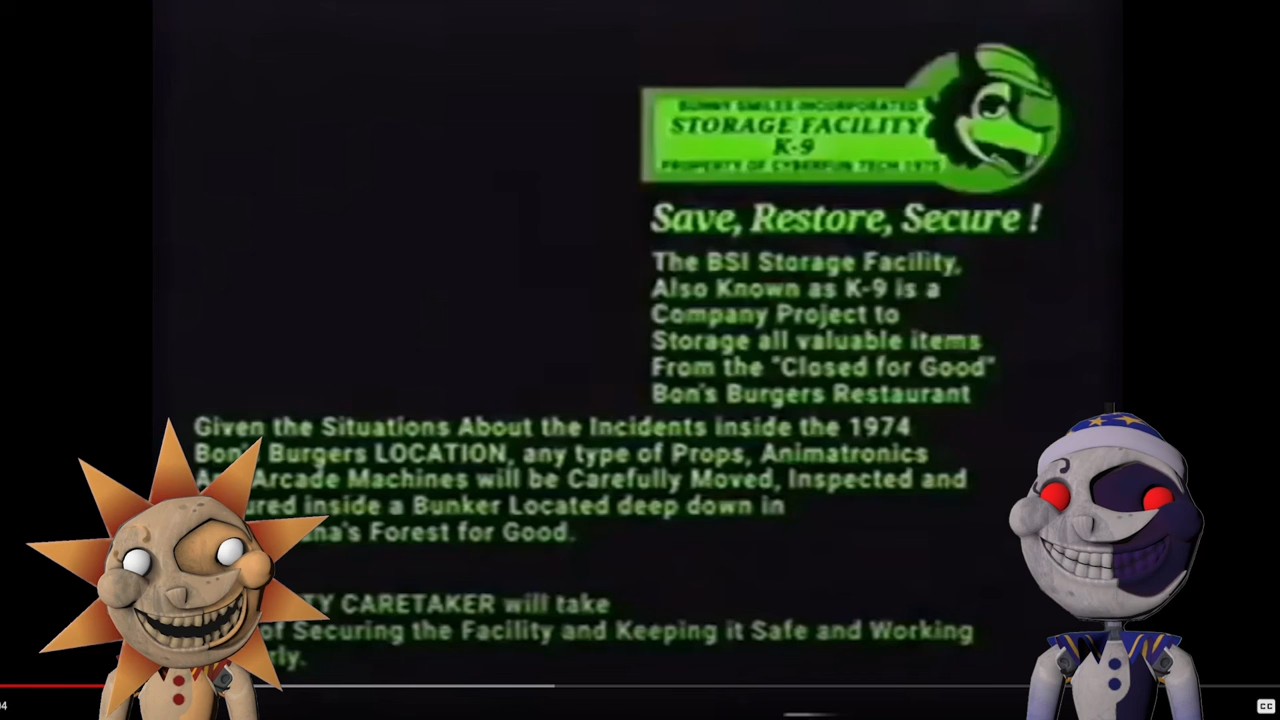 BUNNY SMILES INCORPORATED
STORAGE FACILITY
K-9
PROPERTY OF CYBERFUN TECH 1975
Save, Restore, Secure !
The BSI Storage Facility,
Also Known as K-9 is a
Company Project to
Storage all valuable items
From the "Closed for Good"
Bon's Burgers Restaurant
Given the Situations About the Incidents inside the 1974
Bon's Burgers LOCATION, any type of Props, Animatronics
Arcade Machines will be Carefully Moved, Inspected and
inside a Bunker Located deep down in
Forest for Good.
CARETAKER will take
of Securing the Facility and Keeping it Safe and Working
CC